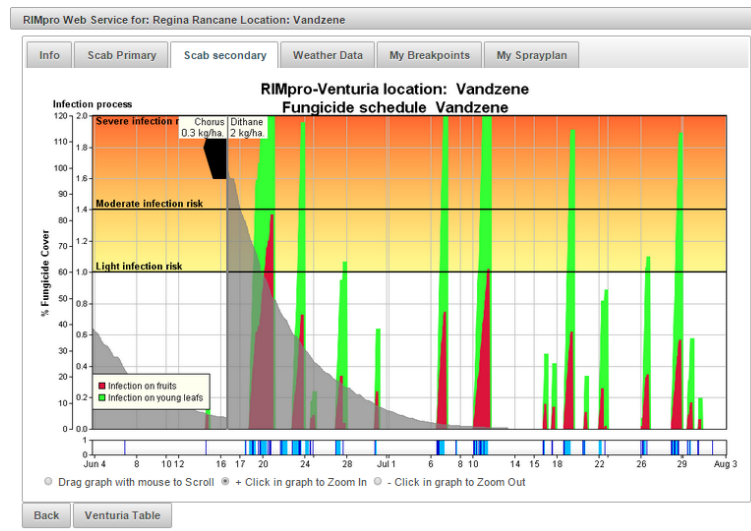 RIMpro Web Service for: Regina Rancane Location: Vandzene
Info Scab Primary Scab secondary Weather Data My Breakpoints My Sprayplan
RIMpro-Venturia location: Vandzene
Fungicide schedule Vandzene
Infection process
120 2.0 Severe infection r Chorus Dithane
0.3 kg/ha. 2 kg/ha.
110 1.8
100 1.6
90
80 1.4 Moderate infection risk
70 1.2
60 1.0 Light infection risk
50 0.8
40 0.6
30 0.4
20
10 0.2
0 0.0
% Fungicide Cover
Infection on fruits
Infection on young leafs
1
0
Jun 4 8 10 12 16 17 20 24 28 Jul 1 6 8 10 14 15 18 22 23 26 29 Aug 3
Drag graph with mouse to Scroll + Click in graph to Zoom In - Click in graph to Zoom Out
Back Venturia Table